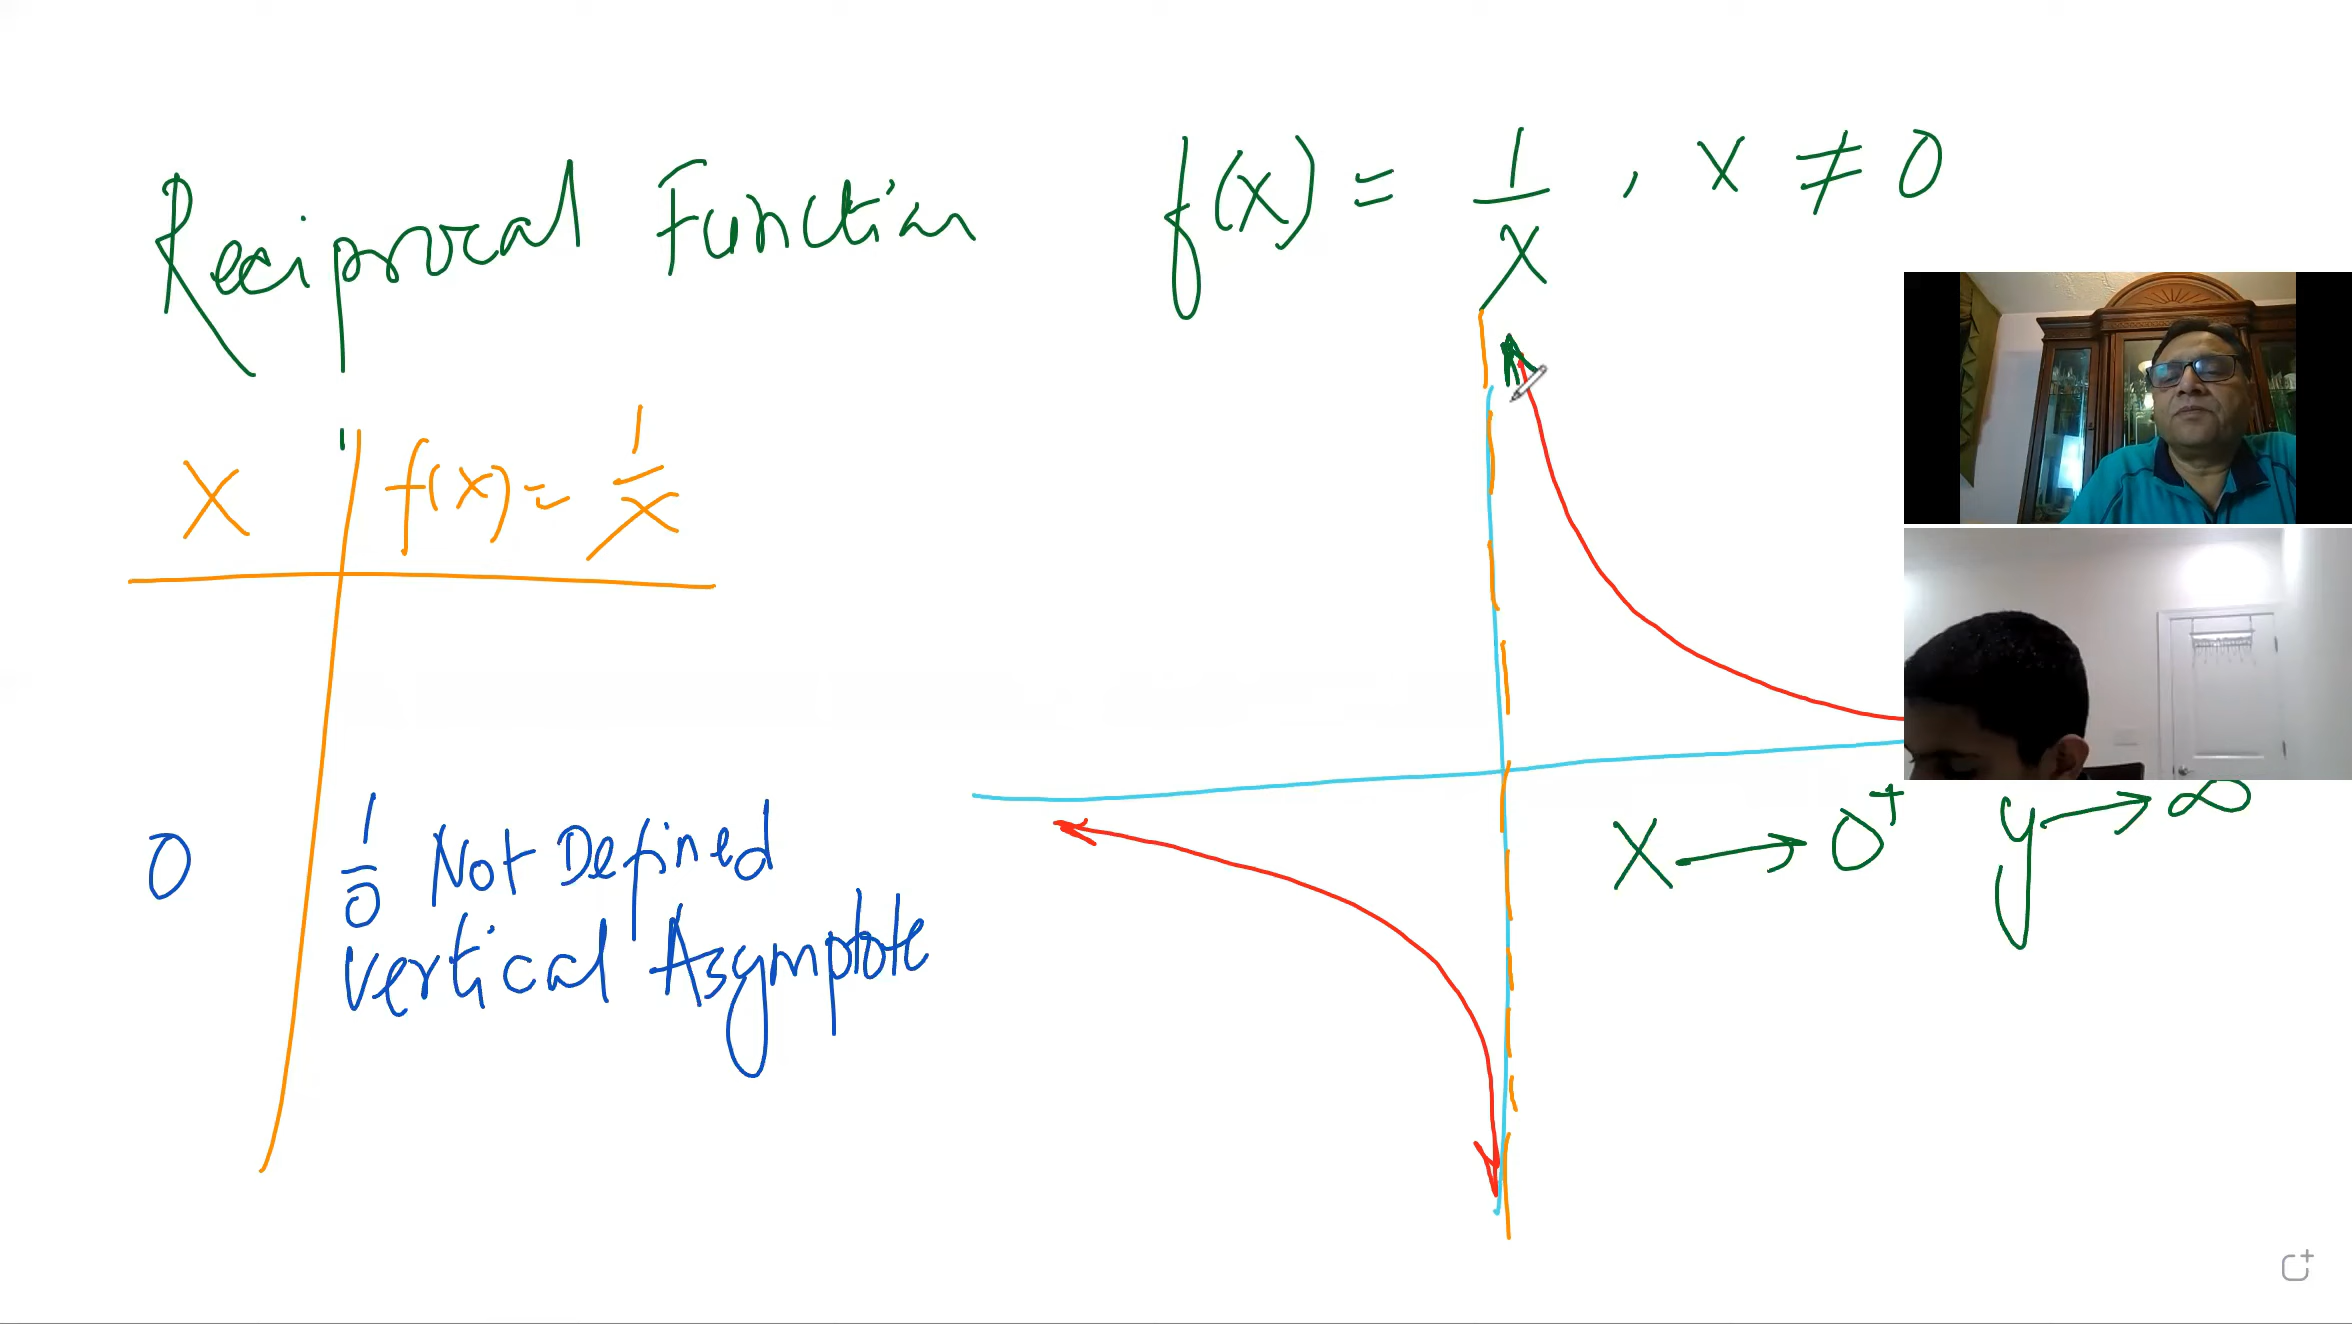 Reciprocal Function
f(x) = 1/x , x ≠ 0
x | f(x) = 1/x
0 | 1/0 Not Defined
Vertical Asymptote
x → 0⁺ y → ∞